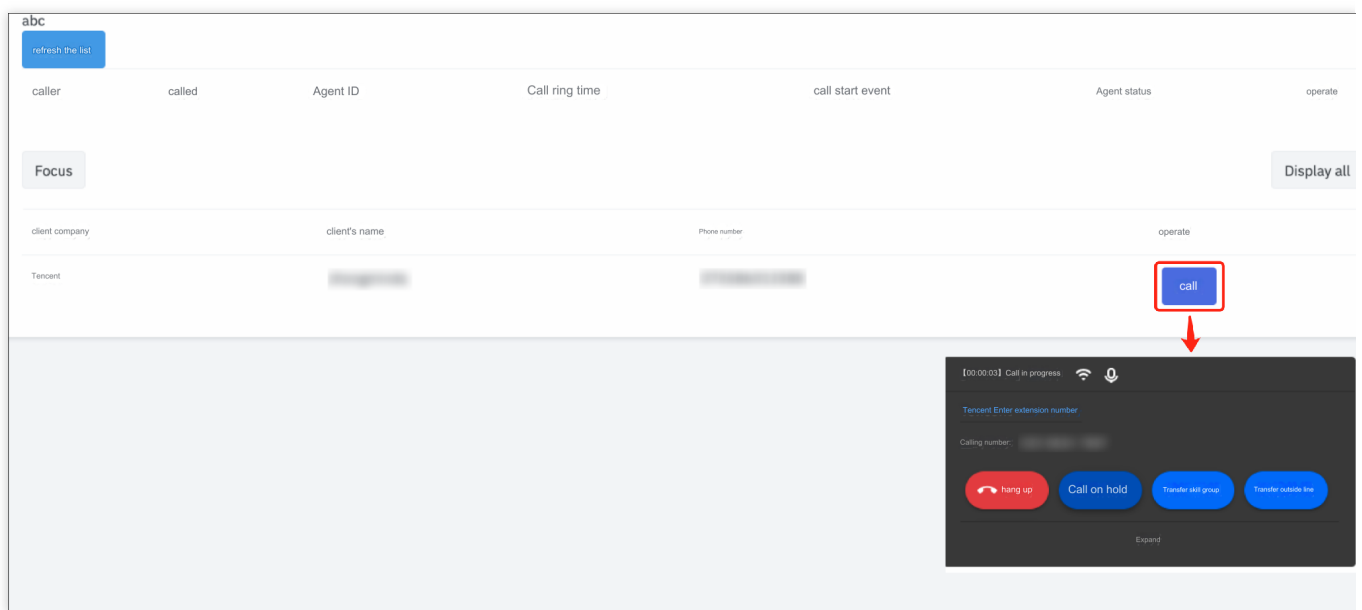 abc
refresh the list
caller called Agent ID Call ring time call start event Agent status operate
Focus Display all
client company client's name Phone number operate
Tencent call
【00:00:03】Call in progress
Tencent Enter extension number
Calling number:
hang up Call on hold Transfer skill group Transfer outside line
Expand